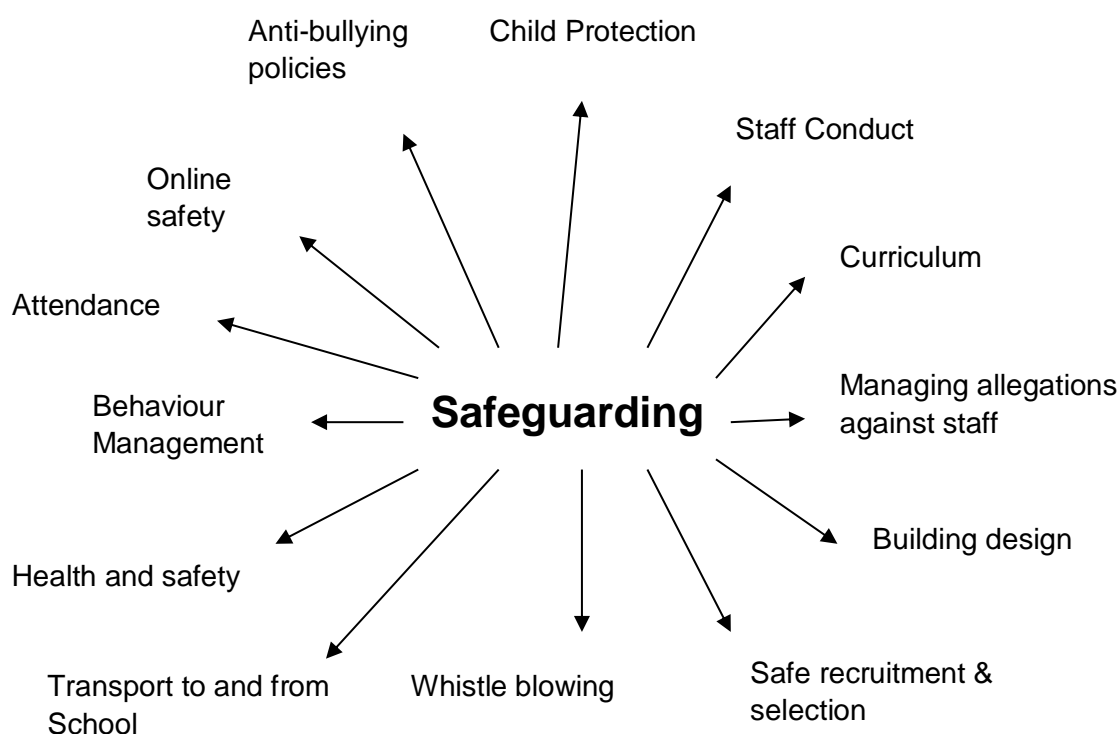 Anti-bullying
policies
Child Protection
Staff Conduct
Online
safety
Curriculum
Attendance
Managing allegations
against staff
Behaviour
Management
Safeguarding
Building design
Health and safety
Safe recruitment &
selection
Transport to and from
School
Whistle blowing